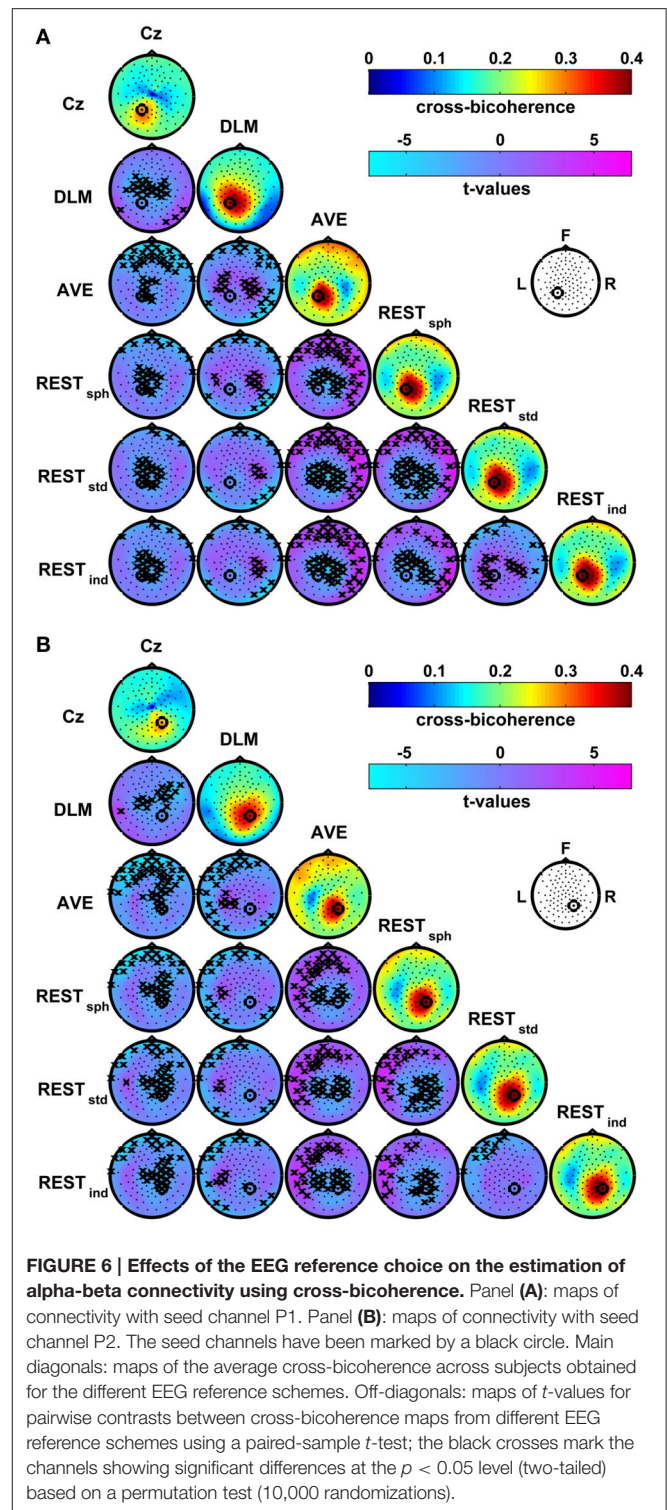 A
Cz
0 0.1 0.2 0.3 0.4
cross-bicoherence
Cz
DLM
-5 0 5
t-values
DLM
AVE
F
L R
AVE
REST sph
REST sph
REST std
REST std
REST ind
REST ind
B
Cz
0 0.1 0.2 0.3 0.4
cross-bicoherence
Cz
DLM
-5 0 5
t-values
DLM
AVE
F
L R
AVE
REST sph
REST sph
REST std
REST std
REST ind
REST ind
FIGURE 6 | Effects of the EEG reference choice on the estimation of
alpha-beta connectivity using cross-bicoherence. Panel (A): maps of
connectivity with seed channel P1. Panel (B): maps of connectivity with seed
channel P2. The seed channels have been marked by a black circle. Main
diagonals: maps of the average cross-bicoherence across subjects obtained
for the different EEG reference schemes. Off-diagonals: maps of t-values for
pairwise contrasts between cross-bicoherence maps from different EEG
reference schemes using a paired-sample t-test; the black crosses mark the
channels showing significant differences at the p < 0.05 level (two-tailed)
based on a permutation test (10,000 randomizations).